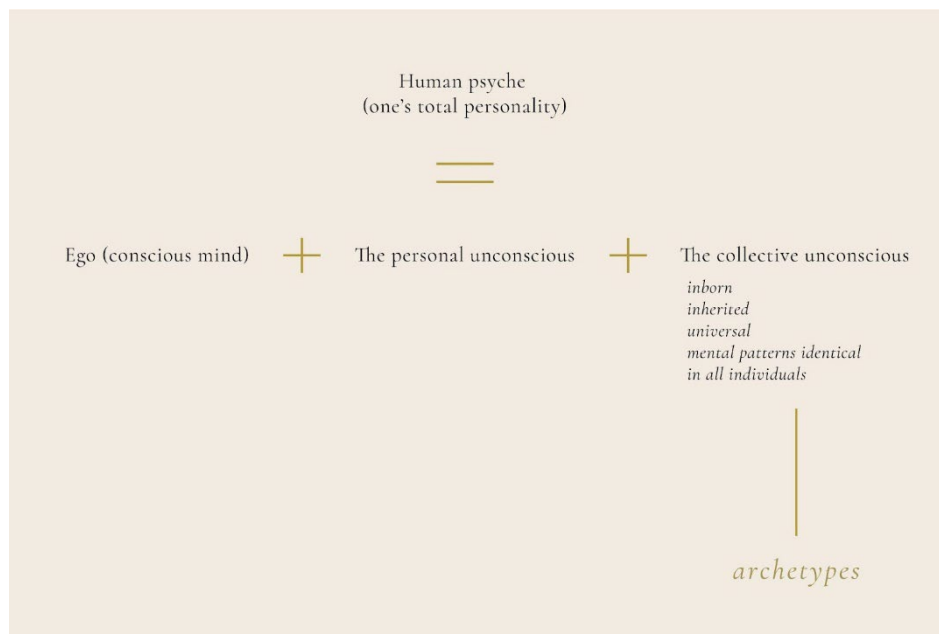 Human psyche
(one's total personality)
Ego (conscious mind)
The personal unconscious
The collective unconscious
inborn
inherited
universal
mental patterns identical
in all individuals
archetypes